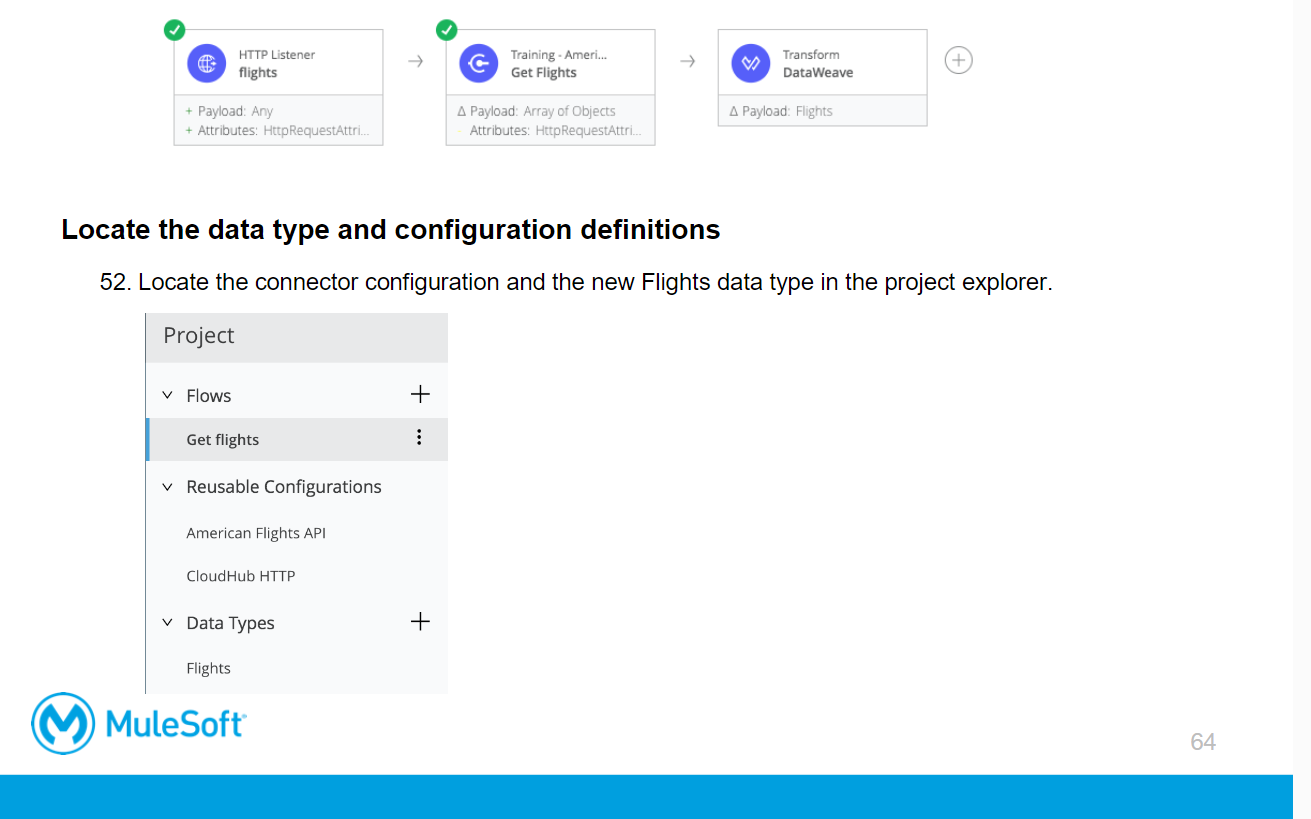 HTTP Listener
flights
+ Payload: Any
+ Attributes: HttpRequestAttri...
Training - Ameri...
Get Flights
Δ Payload: Array of Objects
Attributes: HttpRequestAttri...
Transform
DataWeave
Δ Payload: Flights
Locate the data type and configuration definitions
52. Locate the connector configuration and the new Flights data type in the project explorer.
Project
Flows
Get flights
Reusable Configurations
American Flights API
CloudHub HTTP
Data Types
Flights
MuleSoft
64